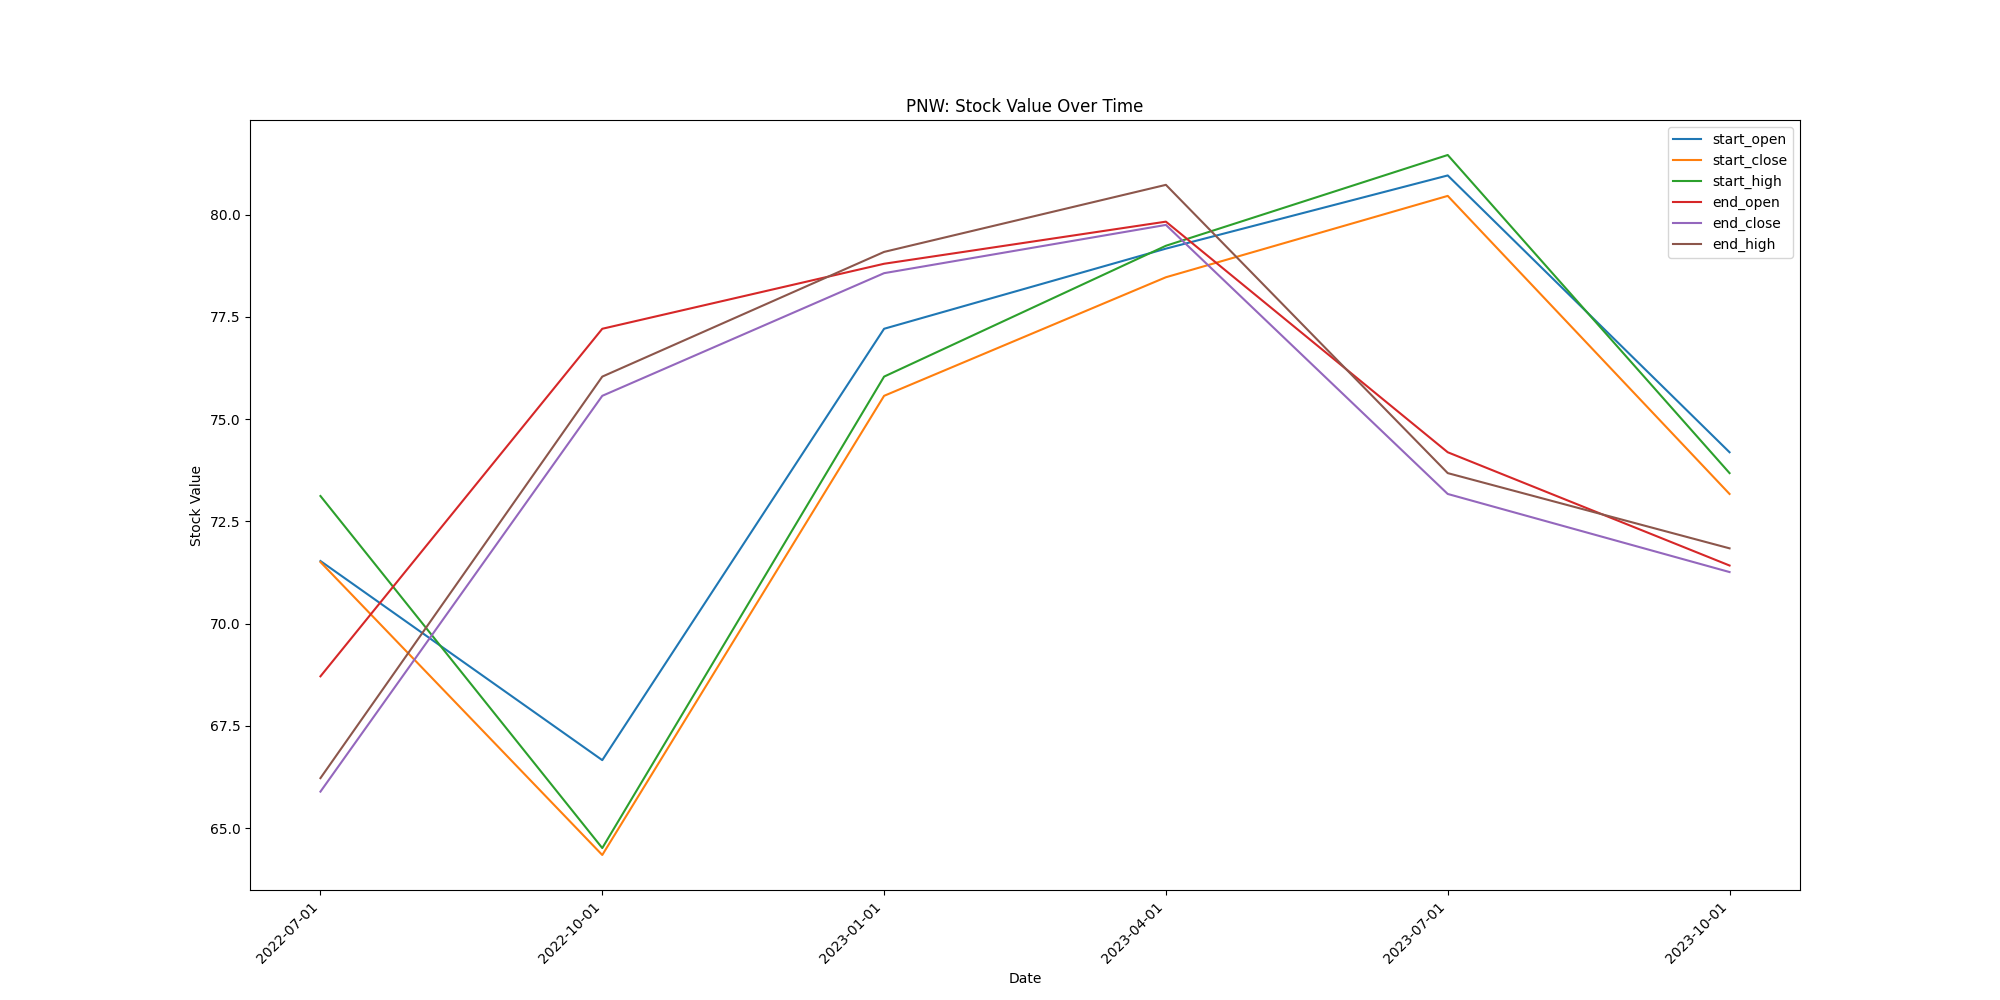 PNW: Stock Value Over Time
start_open
start_close
start_high
end_open
end_close
end_high
80.0
77.5
75.0
72.5
70.0
67.5
65.0
Stock Value
2022-07-01
2022-10-01
2023-01-01
2023-04-01
2023-07-01
2023-10-01
Date